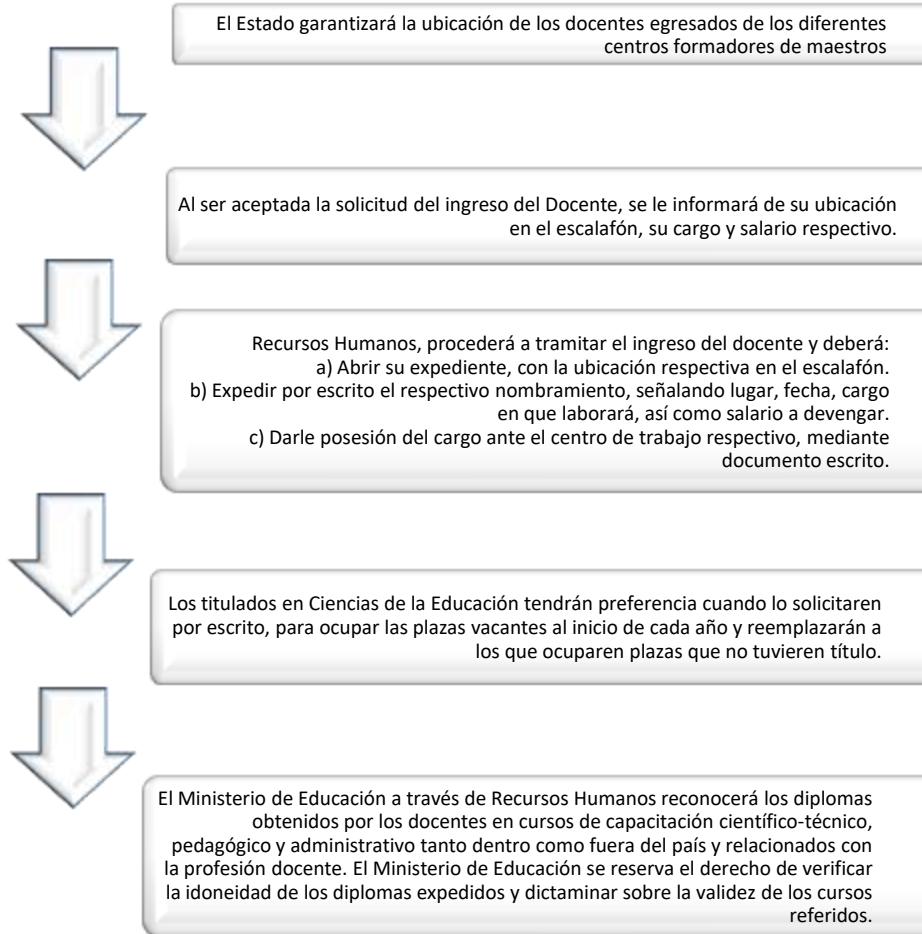 El Estado garantizará la ubicación de los docentes egresados de los diferentes
centros formadores de maestros
Al ser aceptada la solicitud del ingreso del Docente, se le informará de su ubicación
en el escalafón, su cargo y salario respectivo.
Recursos Humanos, procederá a tramitar el ingreso del docente y deberá:
a) Abrir su expediente, con la ubicación respectiva en el escalafón.
b) Expedir por escrito el respectivo nombramiento, señalando lugar, fecha, cargo
en que laborará, así como salario a devengar.
c) Darle posesión del cargo ante el centro de trabajo respectivo, mediante
documento escrito.
Los titulados en Ciencias de la Educación tendrán preferencia cuando lo solicitaren
por escrito, para ocupar las plazas vacantes al inicio de cada año y reemplazarán a
los que ocuparen plazas que no tuvieren título.
El Ministerio de Educación a través de Recursos Humanos reconocerá los diplomas
obtenidos por los docentes en cursos de capacitación científico-técnico,
pedagógico y administrativo tanto dentro como fuera del país y relacionados con
la profesión docente. El Ministerio de Educación se reserva el derecho de verificar
la idoneidad de los diplomas expedidos y dictaminar sobre la validez de los cursos
referidos.